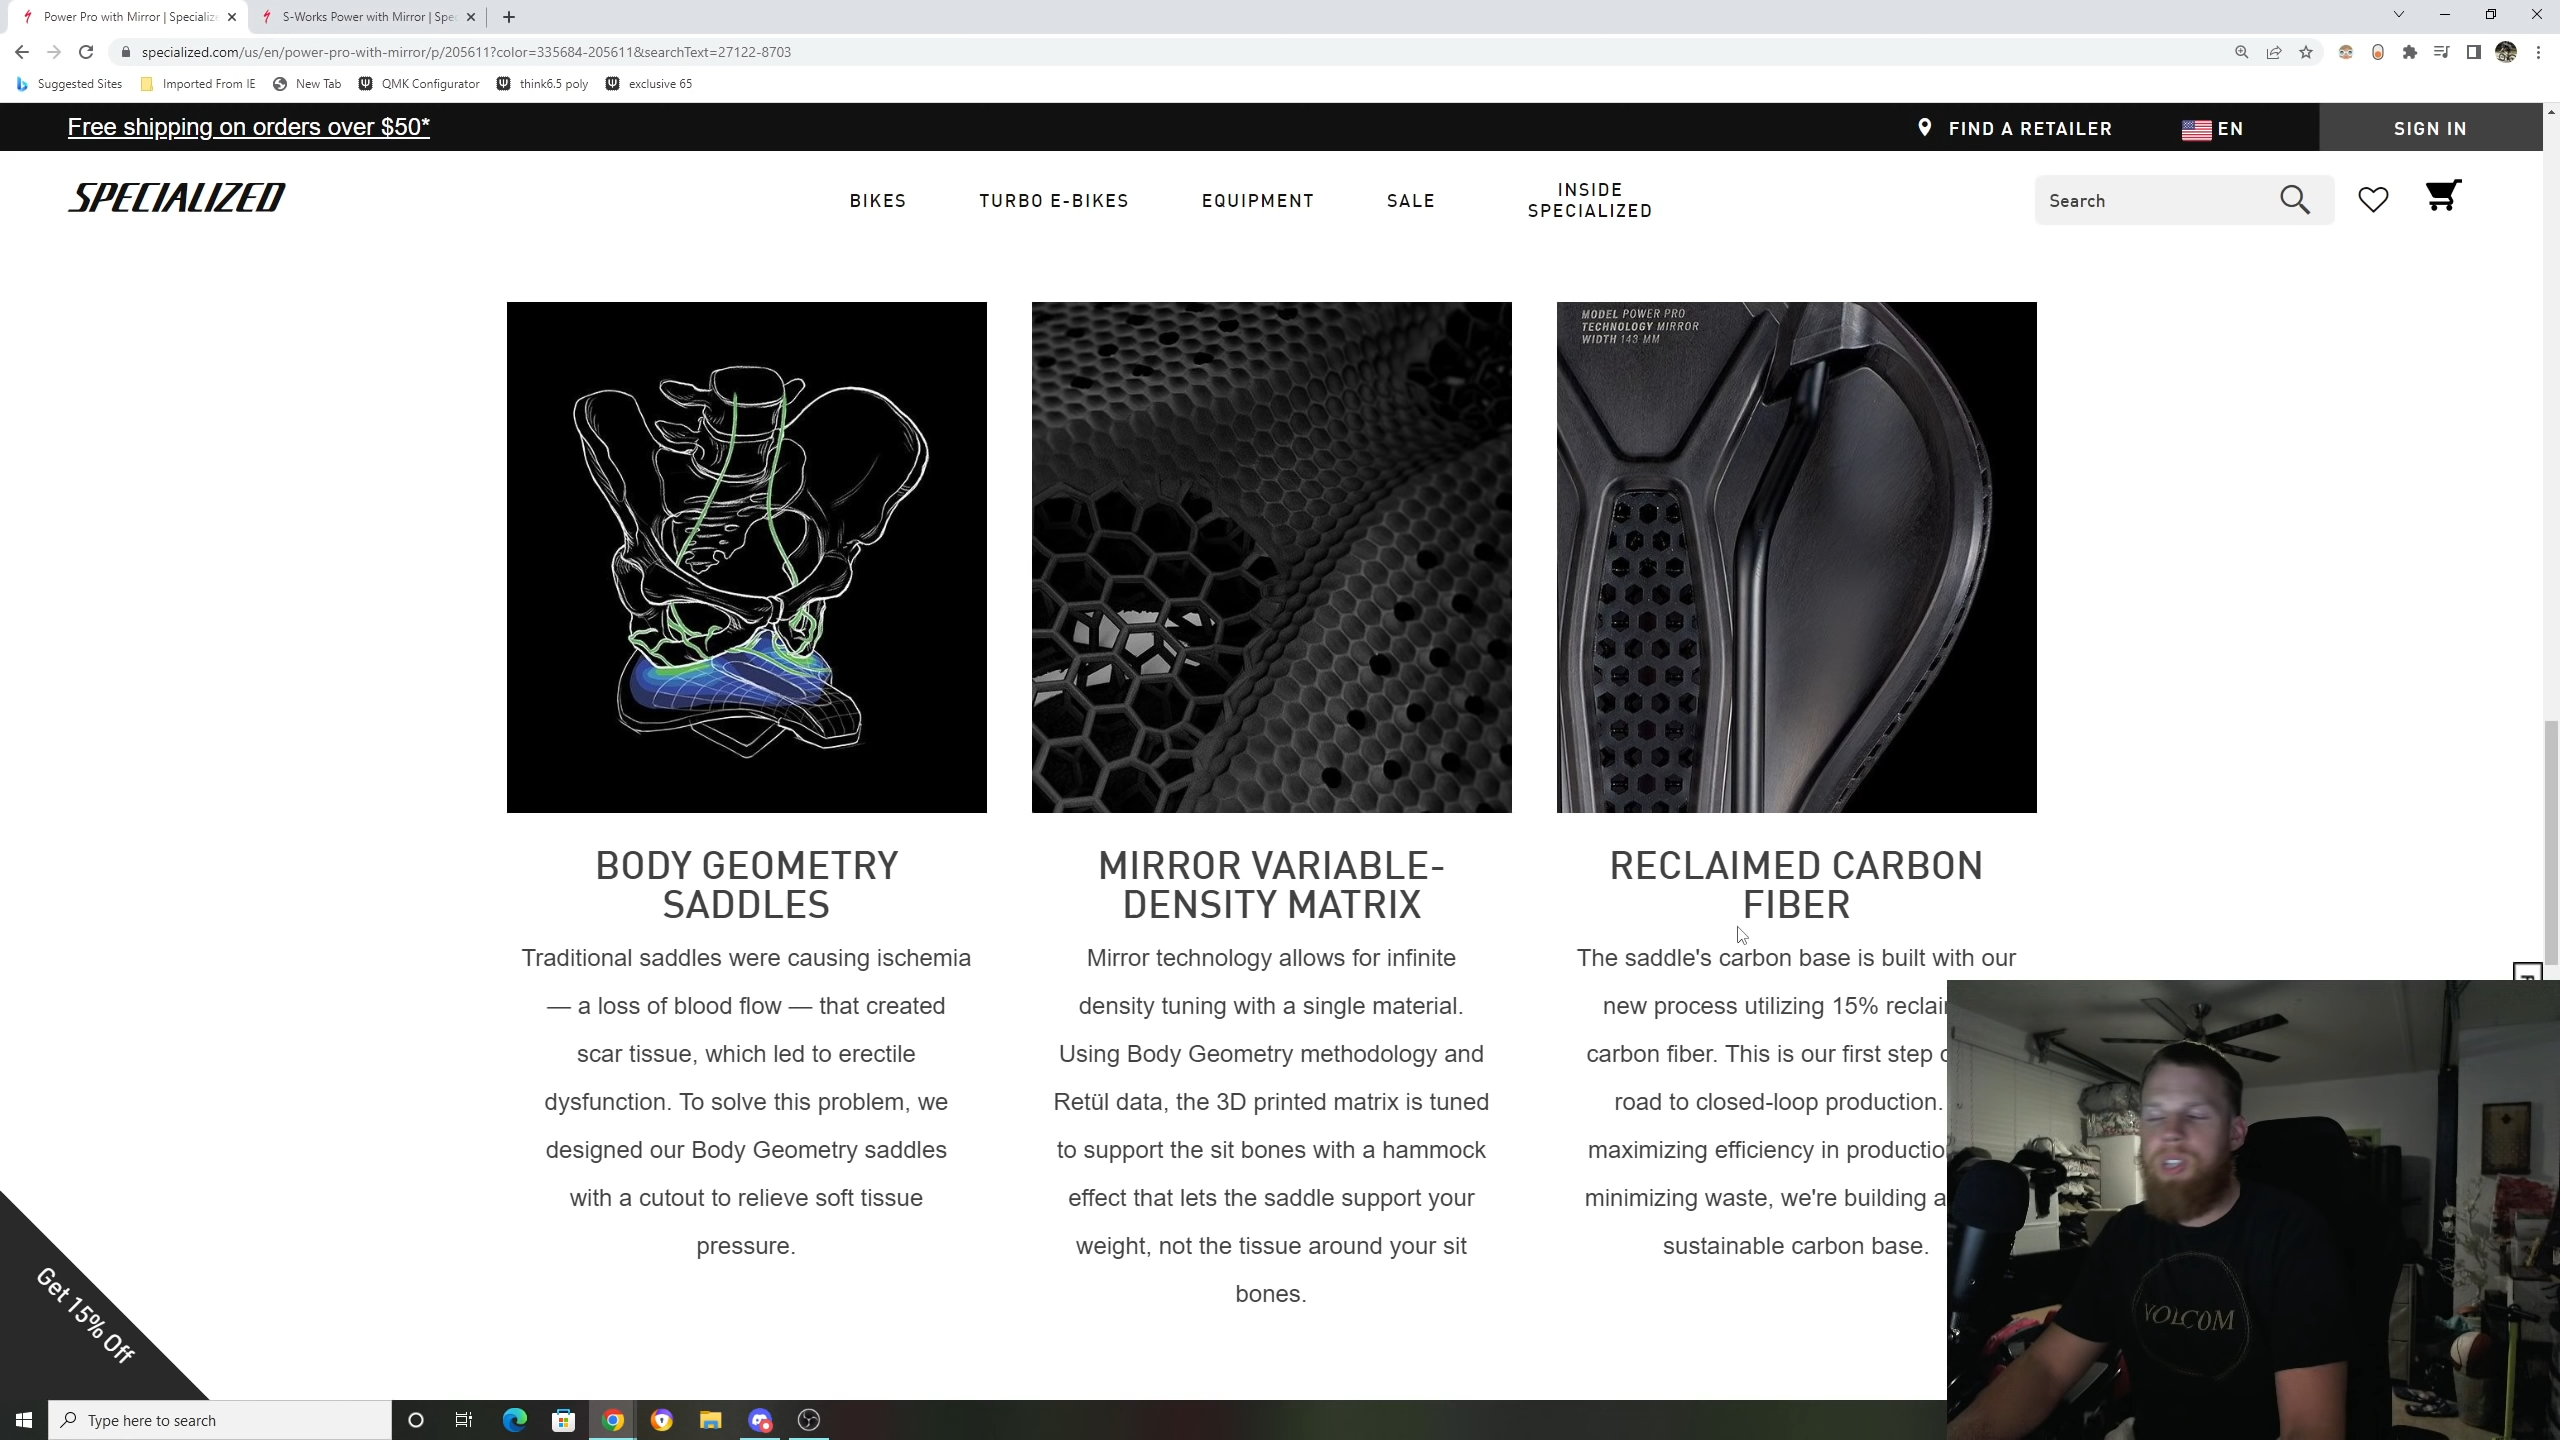 Power Pro with Mirror | Specialize
S-Works Power with Mirror | Spec
specialized.com/us/en/power-pro-with-mirror/p/205611?color=335684-205611&searchText=27122-8703
Suggested Sites
Imported From IE
New Tab
QMK Configurator
think6.5 poly
exclusive 65
Free shipping on orders over $50*
FIND A RETAILER
EN
SIGN IN
SPECIALIZED
BIKES
TURBO E-BIKES
EQUIPMENT
SALE
INSIDE
SPECIALIZED
Search
MODEL POWER PRO
TECHNOLOGY MIRROR
WIDTH 143 MM
BODY GEOMETRY
SADDLES
Traditional saddles were causing ischemia
— a loss of blood flow — that created
scar tissue, which led to erectile
dysfunction. To solve this problem, we
designed our Body Geometry saddles
with a cutout to relieve soft tissue
pressure.
MIRROR VARIABLE-
DENSITY MATRIX
Mirror technology allows for infinite
density tuning with a single material.
Using Body Geometry methodology and
Retül data, the 3D printed matrix is tuned
to support the sit bones with a hammock
effect that lets the saddle support your
weight, not the tissue around your sit
bones.
RECLAIMED CARBON
FIBER
The saddle's carbon base is built with our
new process utilizing 15% reclai
carbon fiber. This is our first step
road to closed-loop production.
maximizing efficiency in productio
minimizing waste, we're building a
sustainable carbon base.
Get 15% Off
VOLCOM
Type here to search